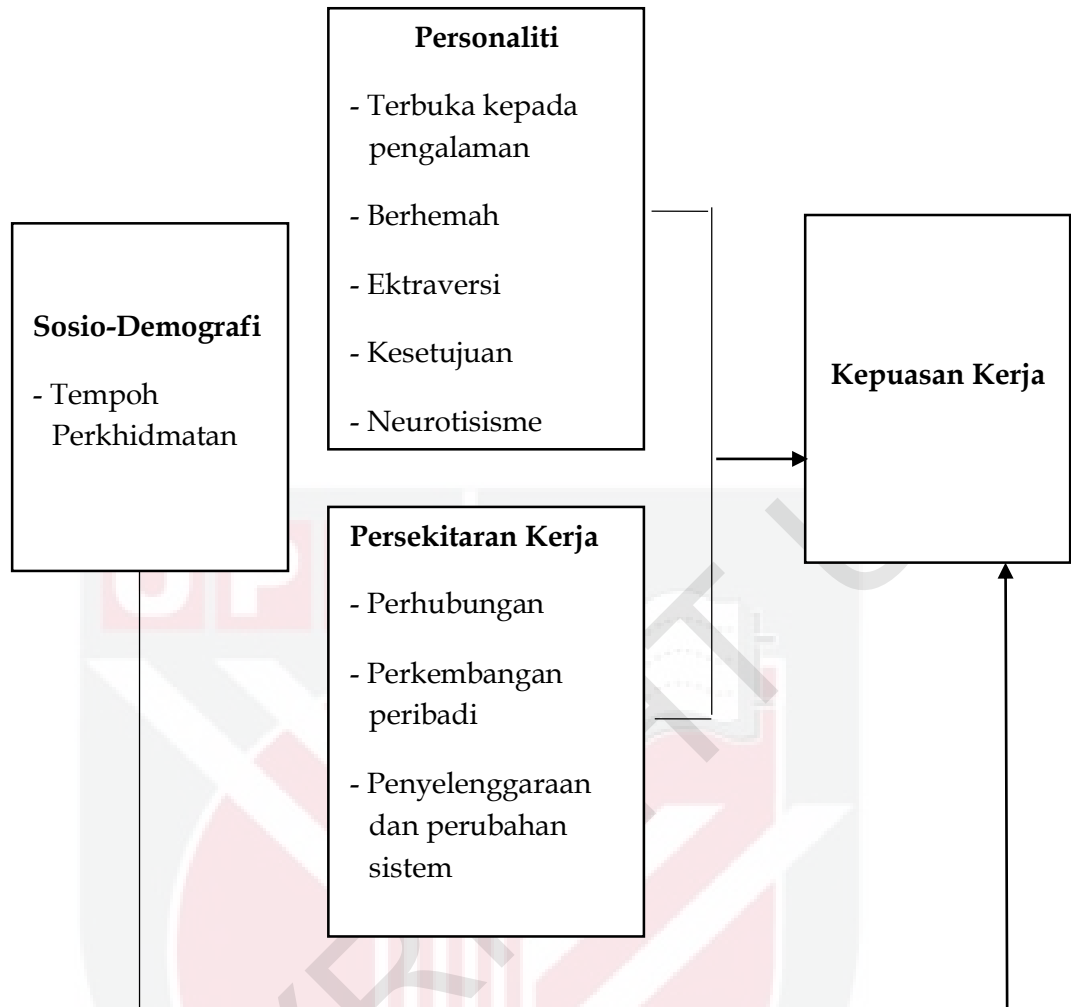 Personaliti
- Terbuka kepada
pengalaman
- Berhemah
- Ektraversi
- Kesetujuan
- Neurotisisme
Sosio-Demografi
- Tempoh
Perkhidmatan
Kepuasan Kerja
Persekitaran Kerja
- Perhubungan
- Perkembangan
peribadi
- Penyelenggaraan
dan perubahan
sistem